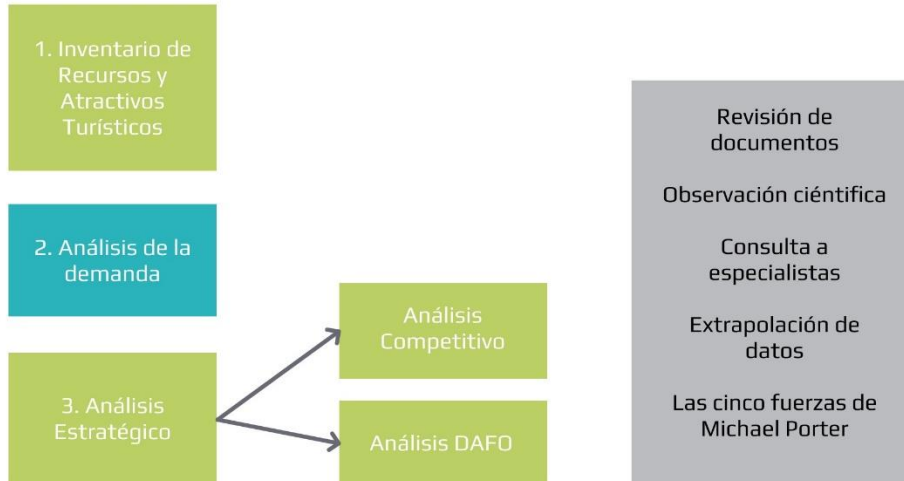 1. Inventario de
Recursos y
Atractivos
Turísticos
2. Análisis de la
demanda
3. Análisis
Estratégico
Análisis
Competitivo
Análisis DAFO
Revisión de
documentos
Observación ciéntifica
Consulta a
especialistas
Extrapolación de
datos
Las cinco fuerzas de
Michael Porter